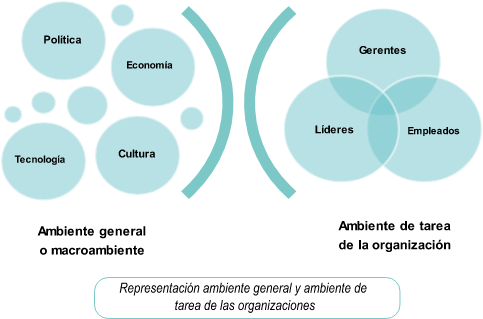 Política
Economía
Tecnología
Cultura
Ambiente general
o macroambiente
Gerentes
Líderes
Empleados
Ambiente de tarea
de la organización
Representación ambiente general y ambiente de
tarea de las organizaciones